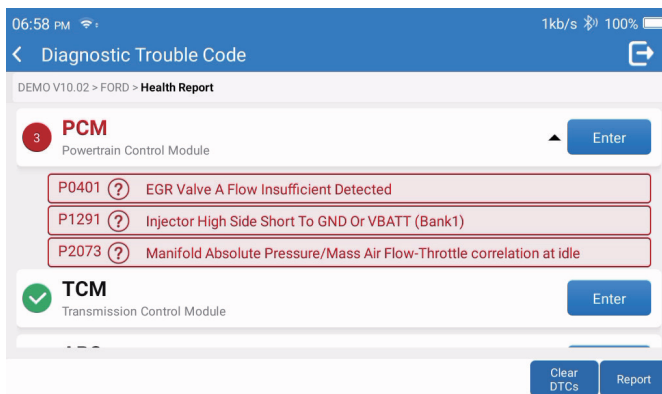 06:58 PM
1kb/s 100%
Diagnostic Trouble Code
DEMO V10.02 > FORD > Health Report
3
PCM
Powertrain Control Module
Enter
P0401 ? EGR Valve A Flow Insufficient Detected
P1291 ? Injector High Side Short To GND Or VBATT (Bank1)
P2073 ? Manifold Absolute Pressure/Mass Air Flow-Throttle correlation at idle
TCM
Transmission Control Module
Enter
Clear
DTCs
Report